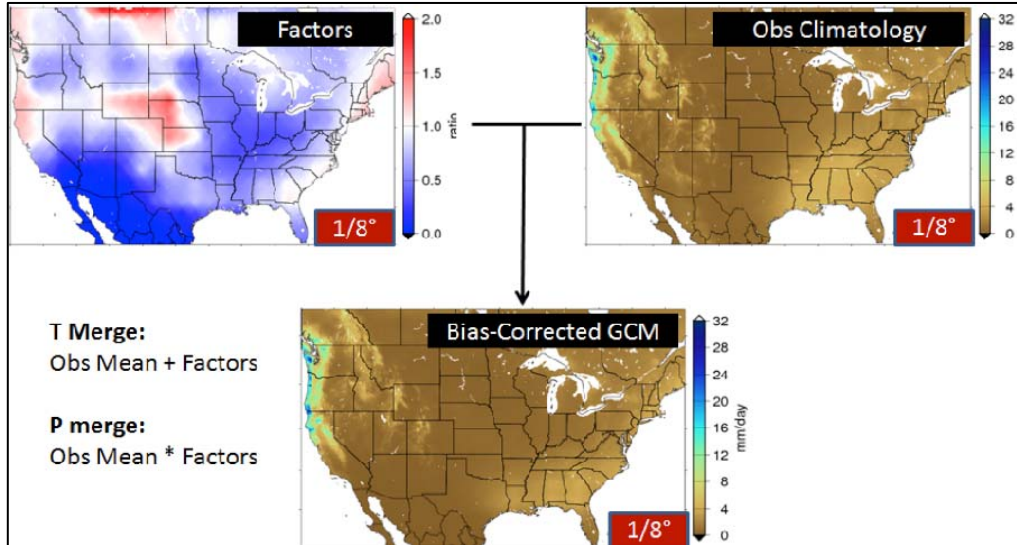 Factors
2.0
1.5
1.0
0.5
0.0
ratio
1/8°
Obs Climatology
32
28
24
20
16
12
8
4
0
1/8°
T Merge:
Obs Mean + Factors
P merge:
Obs Mean * Factors
Bias-Corrected GCM
32
28
24
20
16
12
8
4
0
mm/day
1/8°